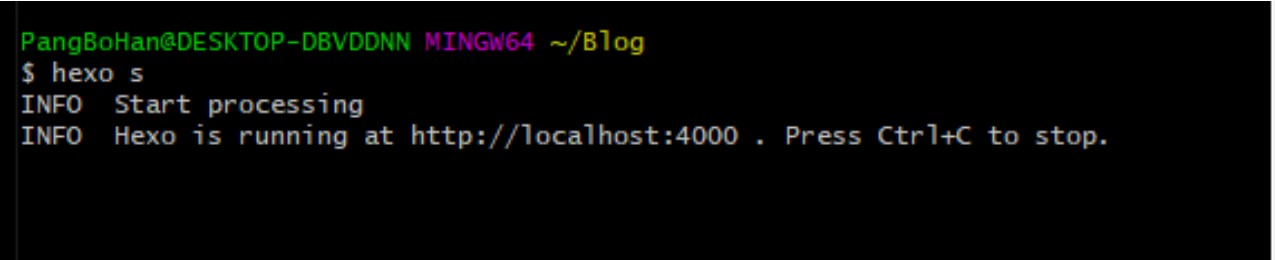 PangBoHan@DESKTOP-DBVDDNN MINGW64 ~/Blog
$ hexo s
INFO  Start processing
INFO  Hexo is running at http://localhost:4000 . Press Ctrl+C to stop.